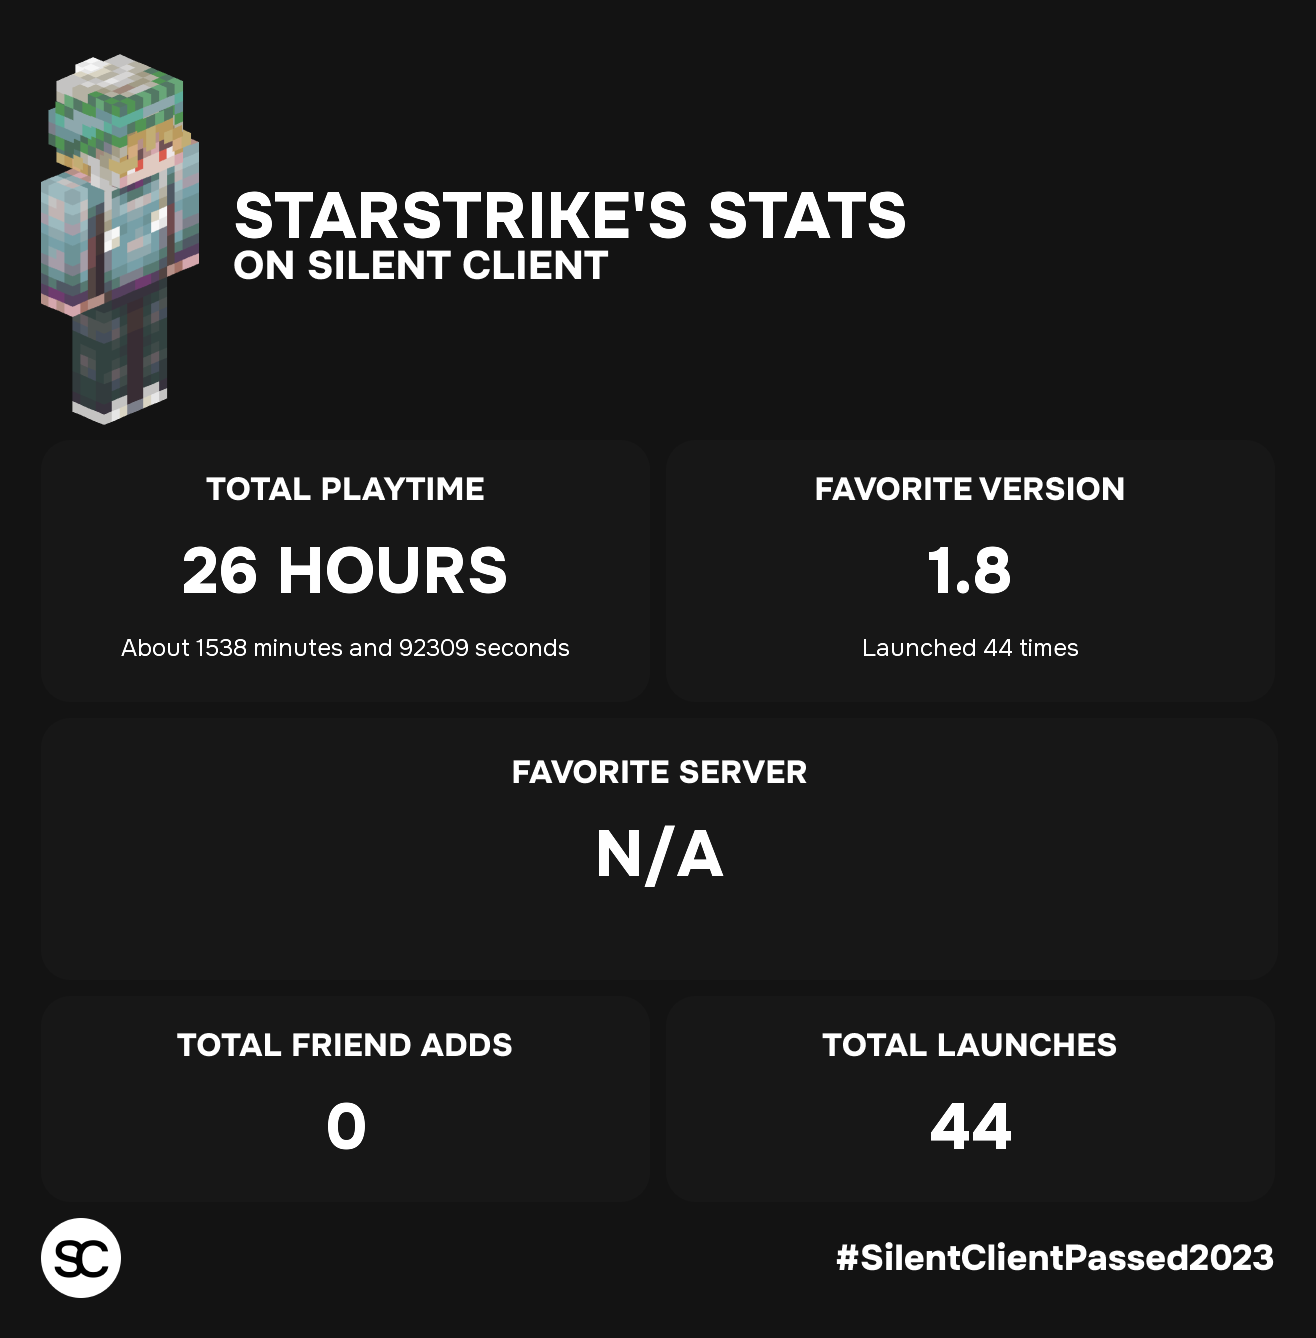 STARSTRIKE'S STATS
ON SILENT CLIENT
TOTAL PLAYTIME
26 HOURS
About 1538 minutes and 92309 seconds
FAVORITE VERSION
1.8
Launched 44 times
FAVORITE SERVER
N/A
TOTAL FRIEND ADDS
0
TOTAL LAUNCHES
44
SC
#SilentClientPassed2023